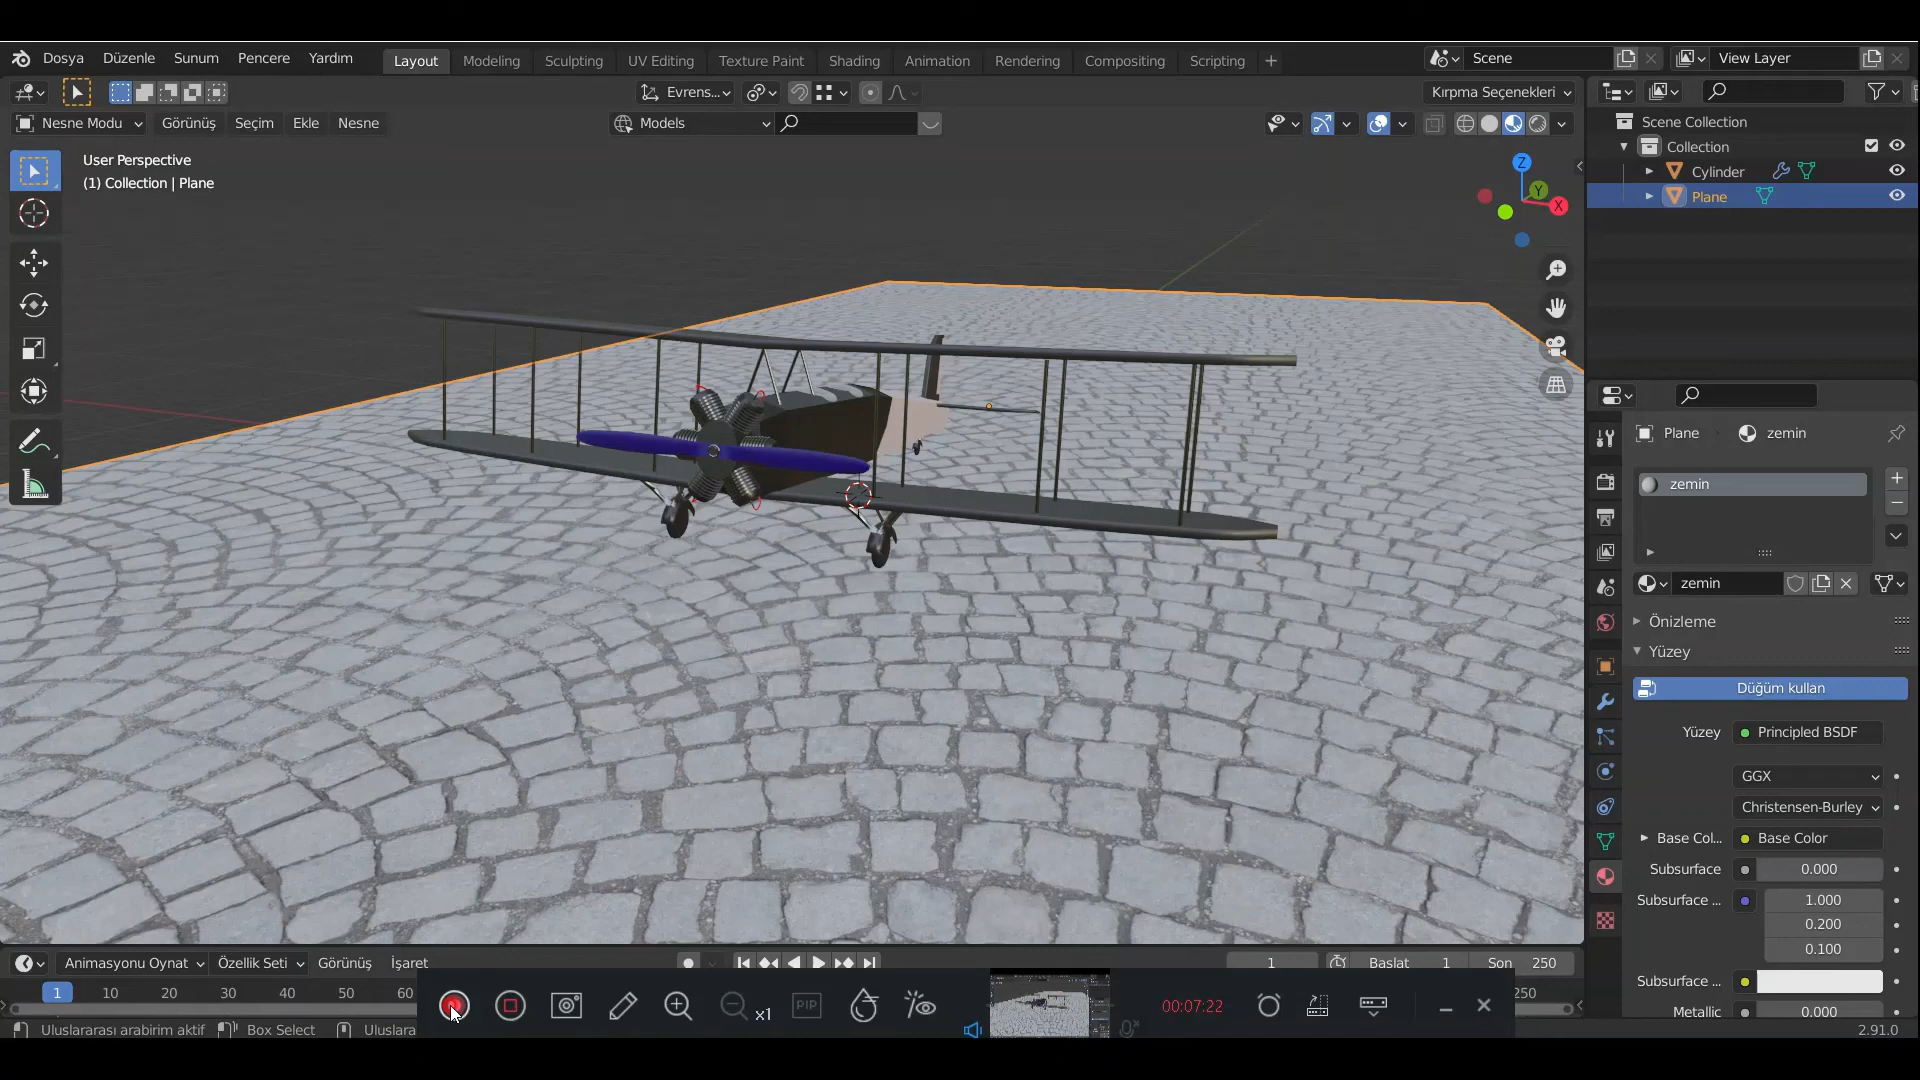 Dosya Düzenle Sunum Pencere Yardım Layout Modeling Sculpting UV Editing Texture Paint Shading Animation Rendering Compositing Scripting + Scene View Layer
Evrens... Kırpma Seçenekleri
Nesne Modu Görünüş Seçim Ekle Nesne Models
User Perspective
(1) Collection | Plane
Z
Y
X
Scene Collection
Collection
Cylinder
Plane
Plane zemin
zemin
zemin
Önizleme
Yüzey
Düğüm kullan
Yüzey Principled BSDF
GGX
Christensen-Burley
Base Col... Base Color
Subsurface 0.000
Subsurface ... 1.000
0.200
0.100
Subsurface ...
Metallic 0.000
Animasyonu Oynat Özellik Seti Görünüş İşaret 1 Baslat 1 Son 250
1 10 20 30 40 50 60 250
x1 PIP 00:07:22
Uluslararası arabirim aktif Box Select Uluslara 2.91.0